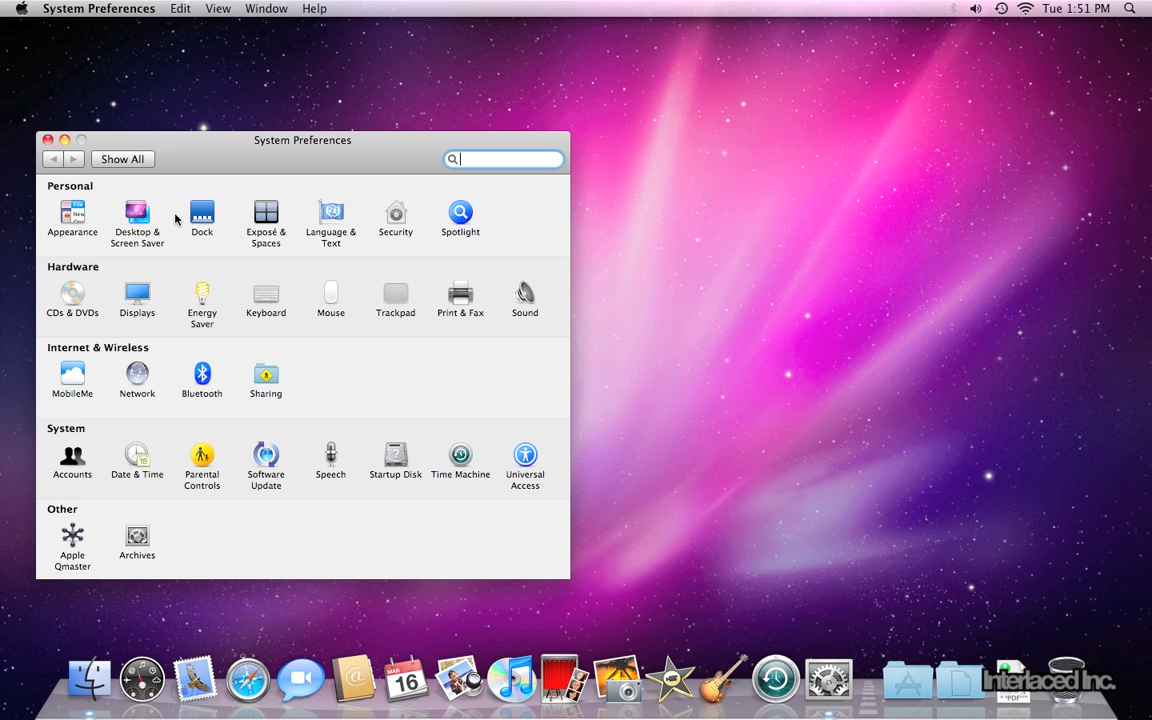 System Preferences Edit View Window Help Tue 1:51 PM
System Preferences
Show All
Personal
Appearance
Desktop &
Screen Saver
Dock
Exposé &
Spaces
Language &
Text
Security
Spotlight
Hardware
CDs & DVDs
Displays
Energy
Saver
Keyboard
Mouse
Trackpad
Print & Fax
Sound
Internet & Wireless
MobileMe
Network
Bluetooth
Sharing
System
Accounts
Date & Time
Parental
Controls
Software
Update
Speech
Startup Disk
Time Machine
Universal
Access
Other
Apple
Qmaster
Archives
MAR
16
PDF
Interlaced Inc.